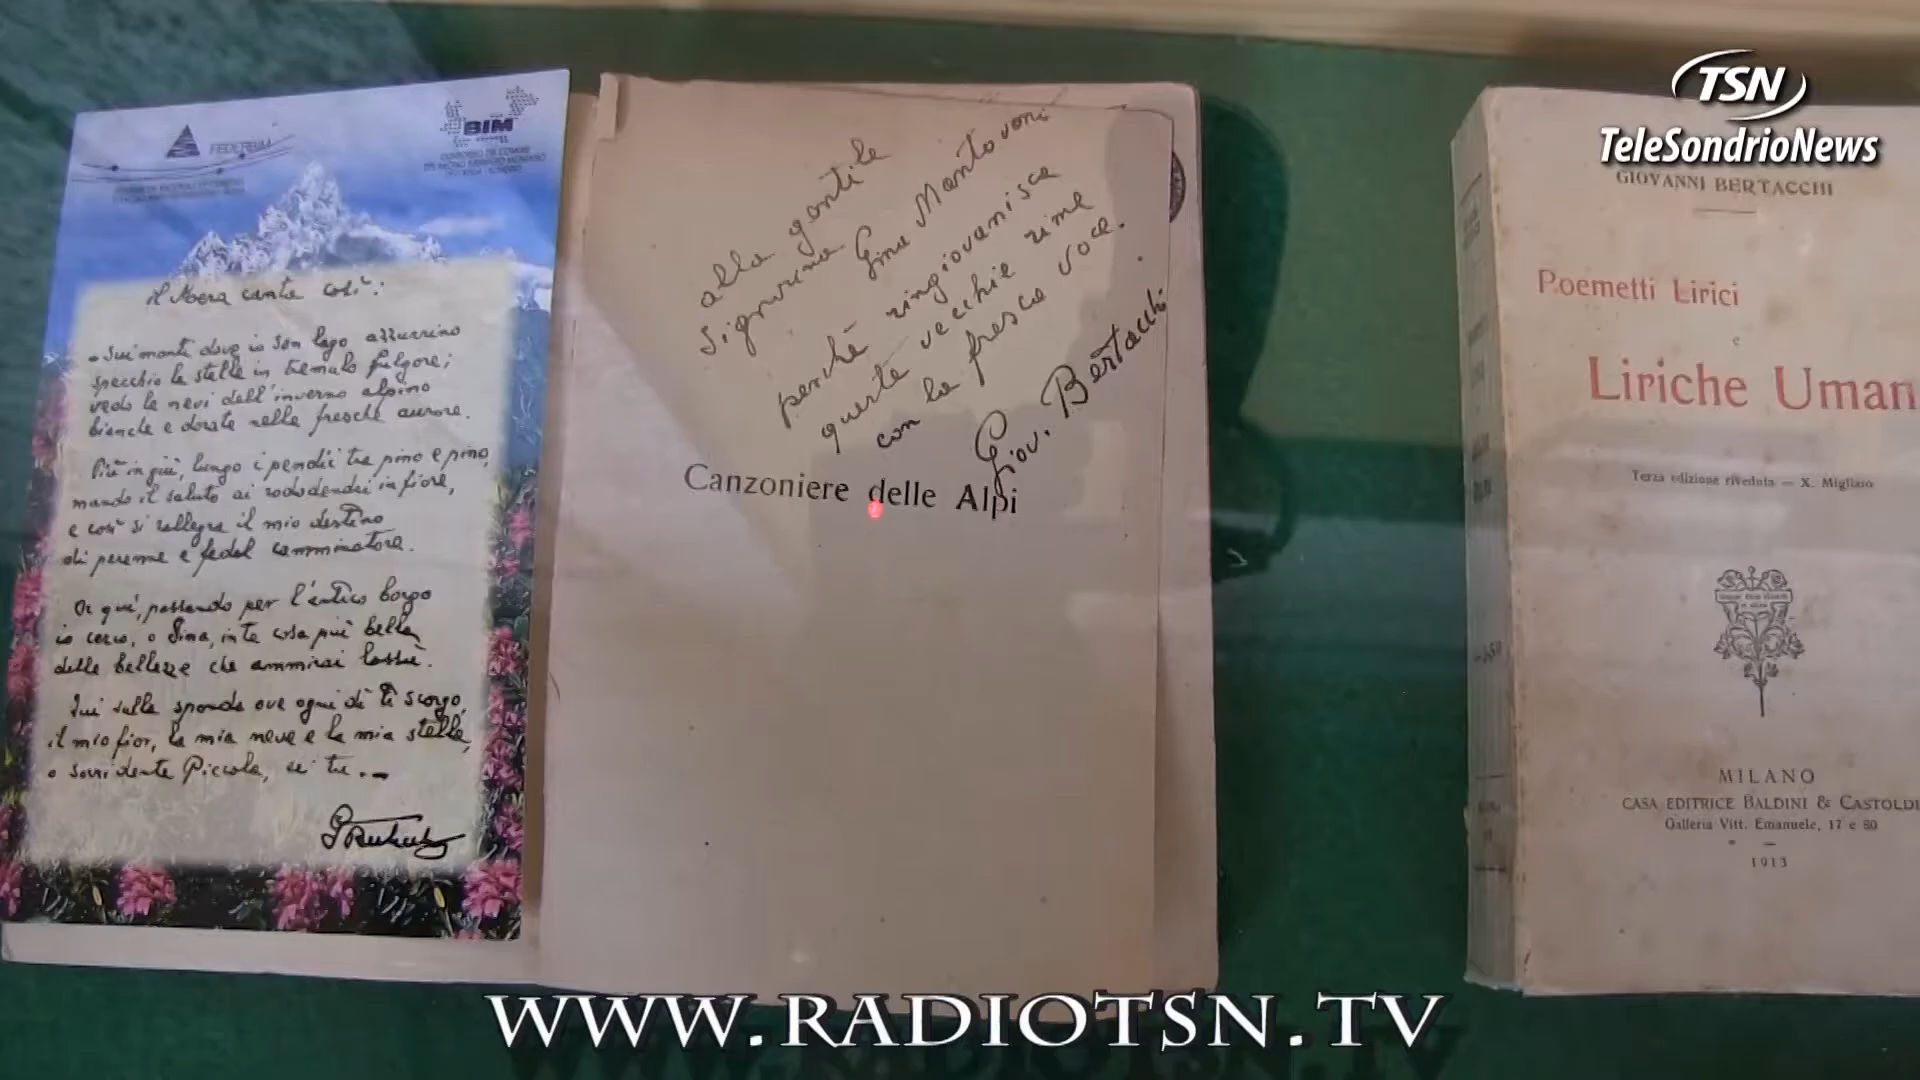 FEDERBIM
BIM
il Mera canta così:
"Sui monti dove io son lago azzurrino
specchio le stelle in tremulo fulgore;
vedo le nevi dell'inverno alpino
bianche e dorate nelle fresche aurore.
Più in giù, lungo i pendii tra pino e pino,
mando il saluto ai rododendri in fiore,
e così si rallegra il mio destino
di perenne e fedel camminatore.
Or qui, passando per l'antico borgo
io cerco, o Gina, in te cosa più bella
delle bellezze che ammirai lassù.
Qui sulla sponda ove ogni dì ti scorgo,
il mio fior, la mia neve e la mia stella,
o sorridente Piccola, sei tu.
alla gentile
Signorina Gina Mantovani
perchè ringiovanisca
queste vecchie rime
con la fresca voce.
Giov. Bertacchi
Canzoniere delle Alpi
GIOVANNI BERTACCHI
Poemetti Lirici
e
Liriche Uman
Terza edizione riveduta — X. Migliaio
MILANO
CASA EDITRICE BALDINI & CASTOLDI
Galleria Vitt. Emanuele, 17 e 80
1913
TSN
TeleSondrioNews
WWW.RADIOTSN.TV